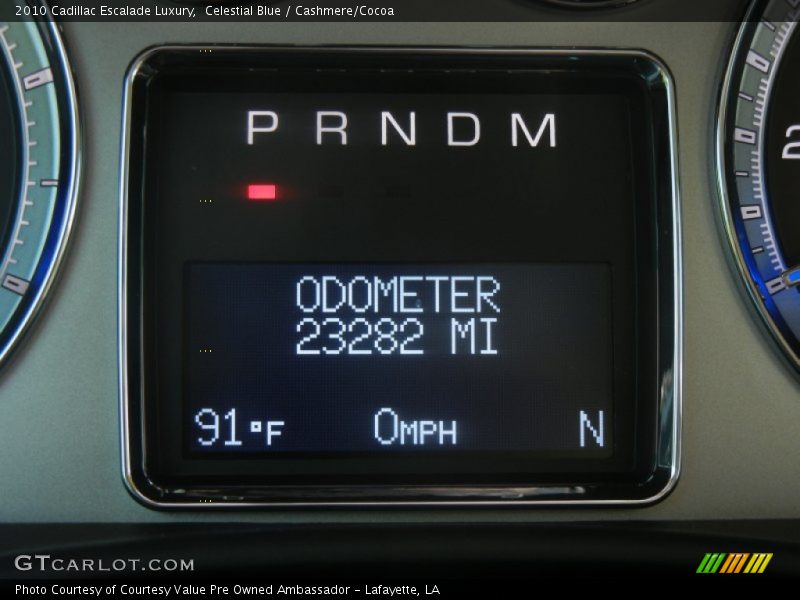 2010 Cadillac Escalade Luxury,  Celestial Blue / Cashmere/Cocoa
P R N D M
ODOMETER
23282 MI
91°F 0MPH N
GTCARLOT.COM
Photo Courtesy of Courtesy Value Pre Owned Ambassador - Lafayette, LA